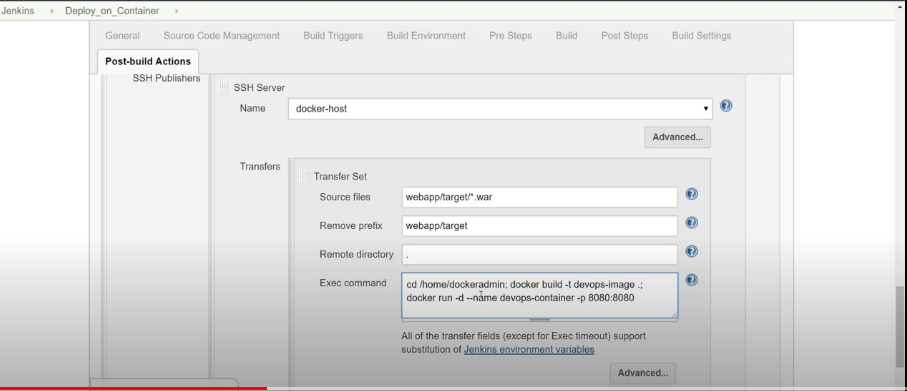 Jenkins Deploy_on_Container
General Source Code Management Build Triggers Build Environment Pre Steps Build Post Steps Build Settings
Post-build Actions
SSH Publishers
SSH Server
Name docker-host
Advanced...
Transfers
Transfer Set
Source files webapp/target/*.war
Remove prefix webapp/target
Remote directory .
Exec command cd /home/dockeradmin; docker build -t devops-image .;
docker run -d --name devops-container -p 8080:8080
All of the transfer fields (except for Exec timeout) support
substitution of Jenkins environment variables
Advanced...